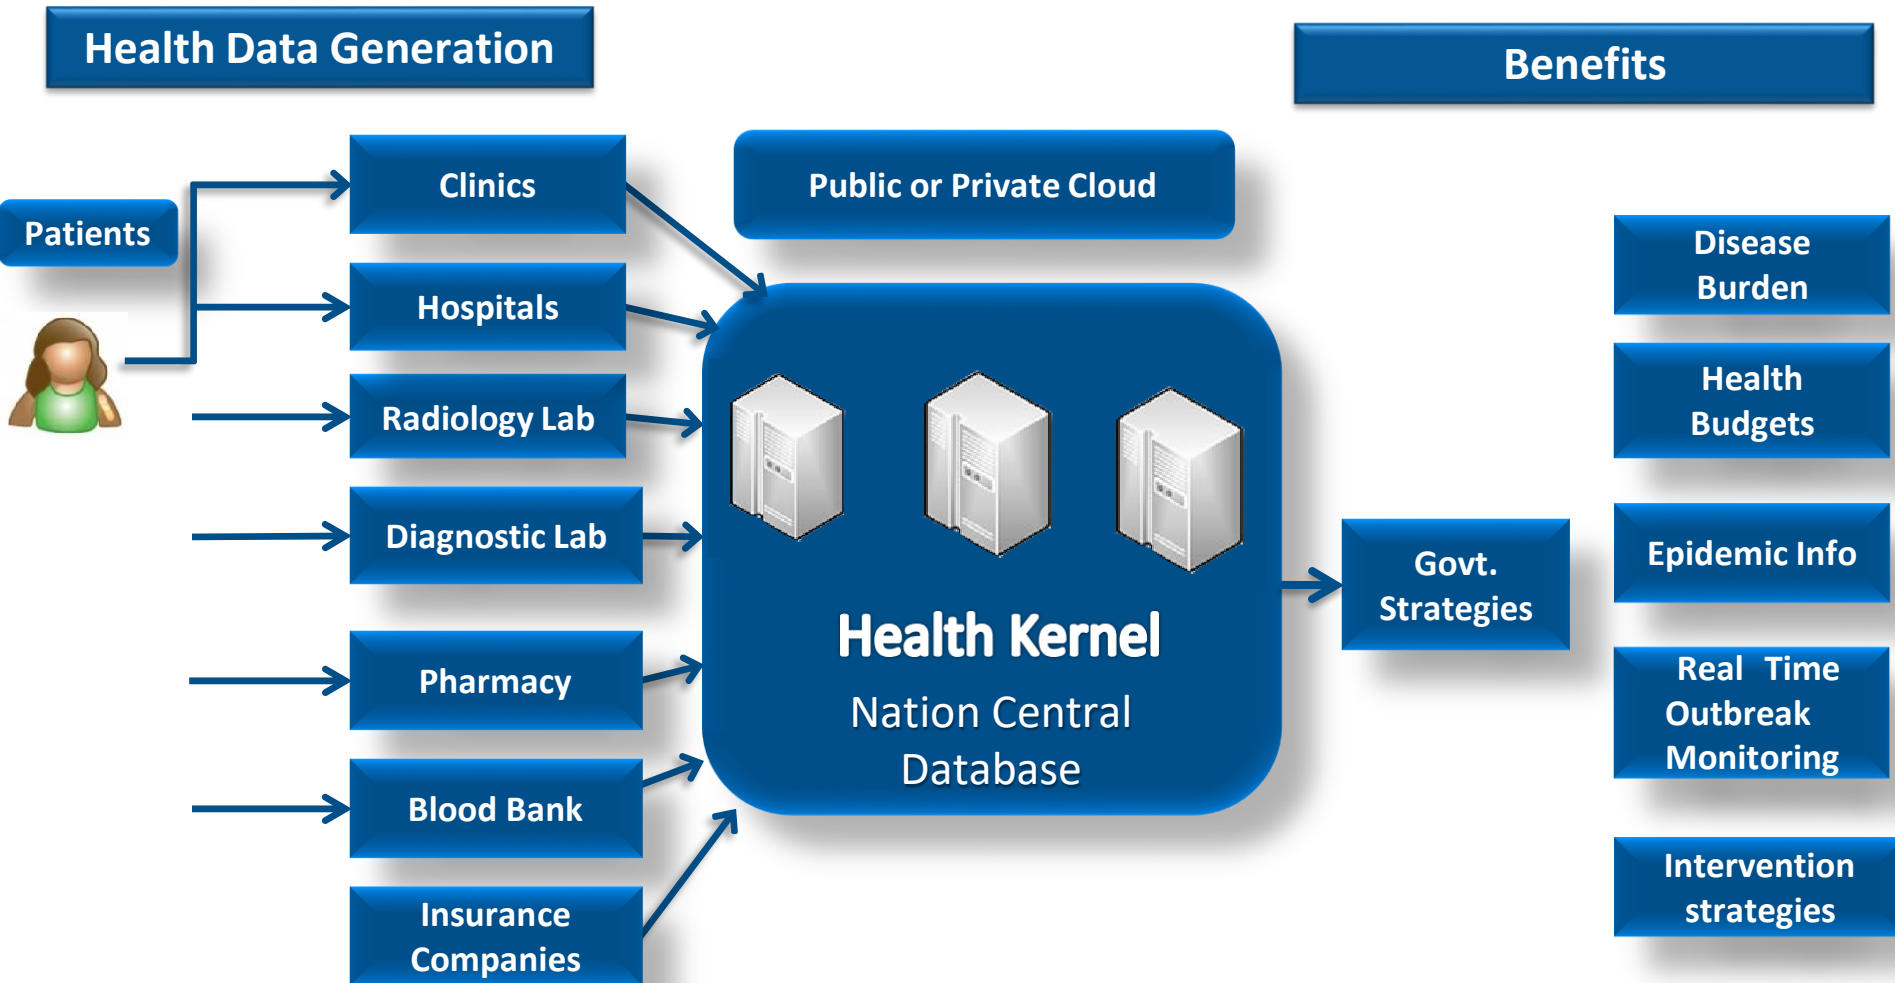 Health Data Generation
Benefits
Patients
Clinics
Hospitals
Radiology Lab
Diagnostic Lab
Pharmacy
Blood Bank
Insurance
Companies
Public or Private Cloud
Health Kernel
Nation Central
Database
Govt.
Strategies
Disease
Burden
Health
Budgets
Epidemic Info
Real Time
Outbreak
Monitoring
Intervention
strategies